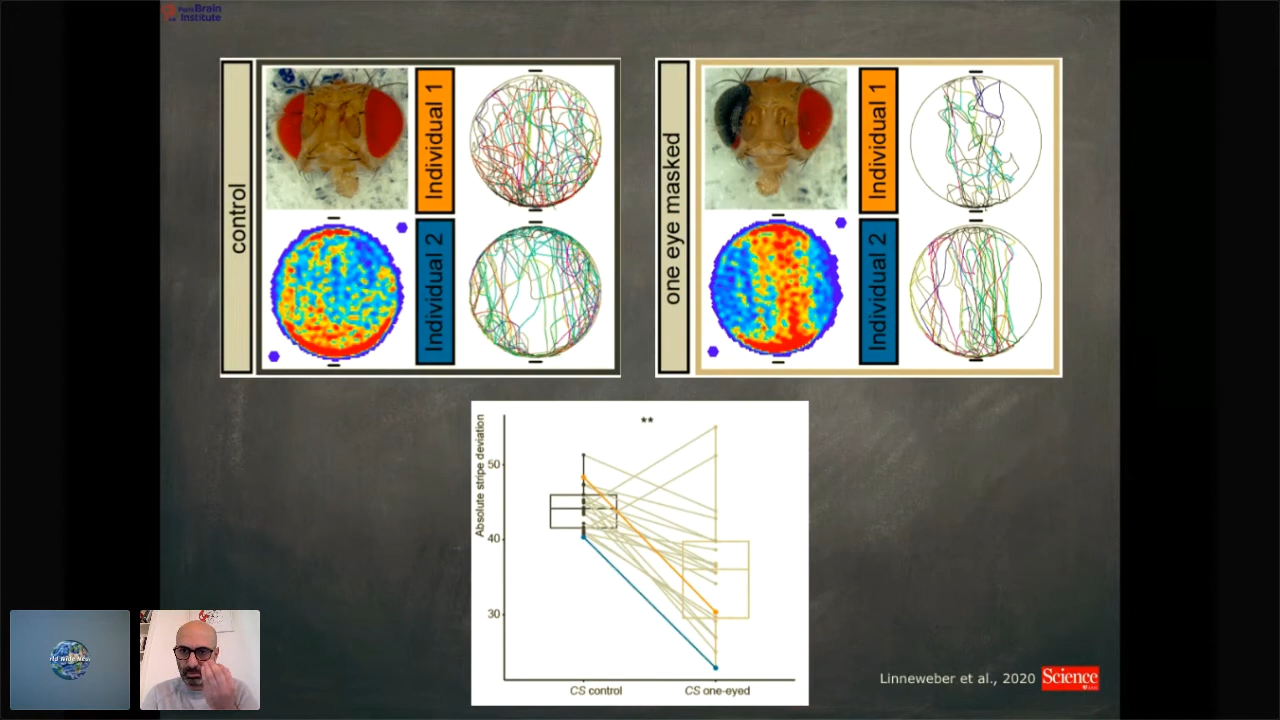 Paris Brain
Institute
control
Individual 1
Individual 2
one eye masked
Individual 1
Individual 2
Absolute stripe deviation
**
50
40
30
CS control
CS one-eyed
Linneweber et al., 2020
Science